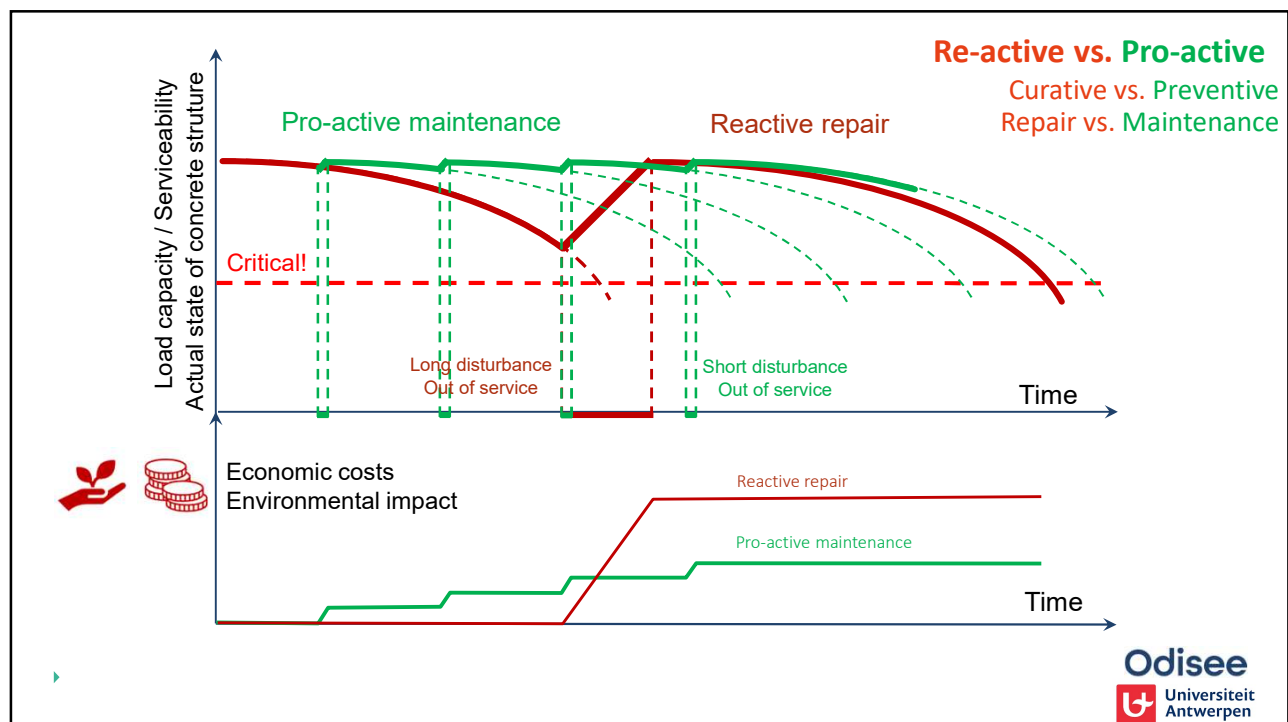 Re-active vs. Pro-active
Curative vs. Preventive
Repair vs. Maintenance
Pro-active maintenance
Reactive repair
Load capacity / Serviceability
Actual state of concrete struture
Critical!
Long disturbance
Out of service
Short disturbance
Out of service
Time
Economic costs
Environmental impact
Reactive repair
Pro-active maintenance
Time
Odisee
Universiteit
Antwerpen